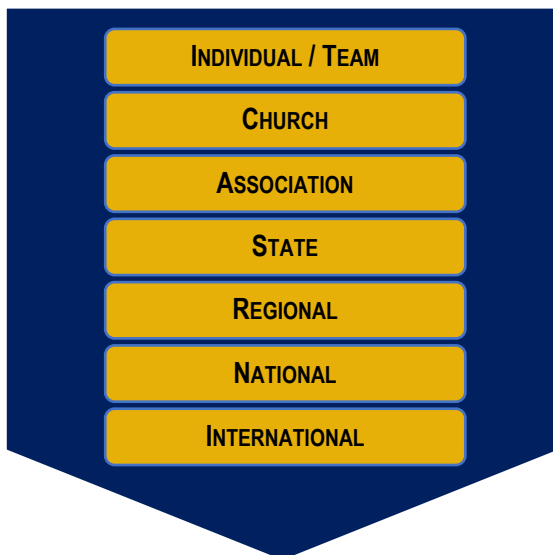 Individual / Team
Church
Association
State
Regional
National
International